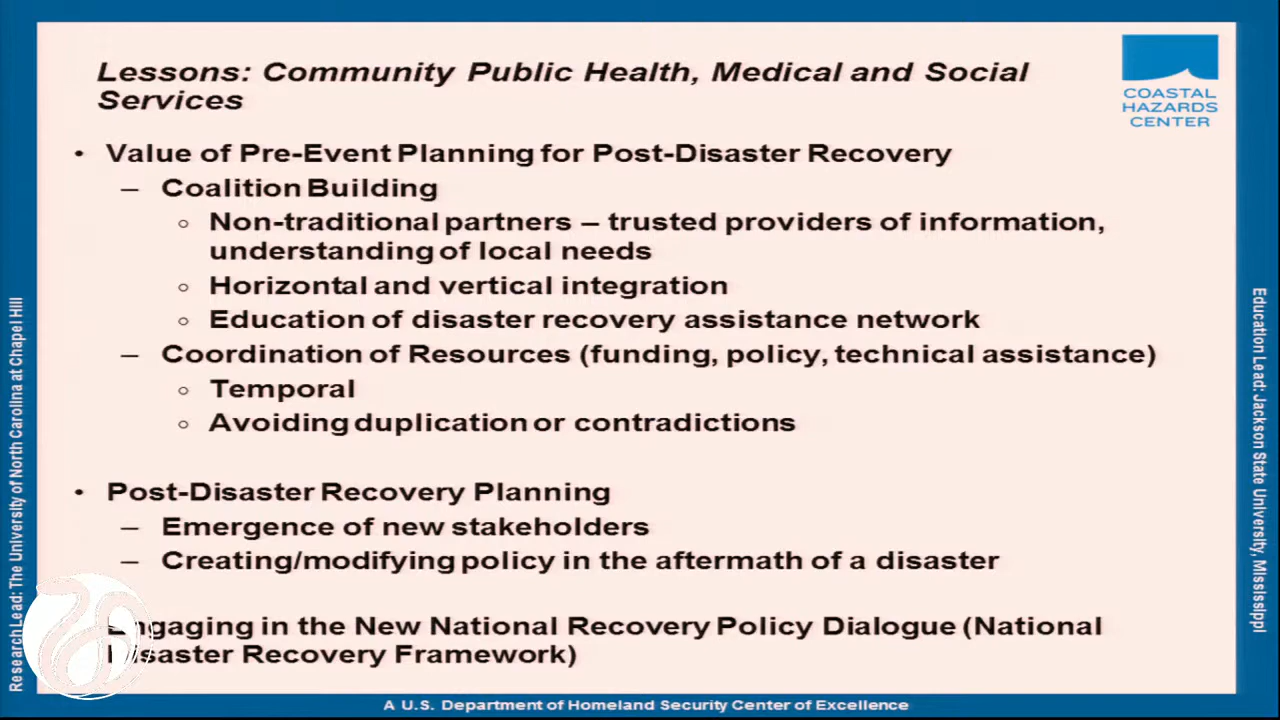 Lessons: Community Public Health, Medical and Social
Services
COASTAL
HAZARDS
CENTER
• Value of Pre-Event Planning for Post-Disaster Recovery
– Coalition Building
○ Non-traditional partners – trusted providers of information,
understanding of local needs
○ Horizontal and vertical integration
○ Education of disaster recovery assistance network
– Coordination of Resources (funding, policy, technical assistance)
○ Temporal
○ Avoiding duplication or contradictions
• Post-Disaster Recovery Planning
– Emergence of new stakeholders
– Creating/modifying policy in the aftermath of a disaster
Engaging in the New National Recovery Policy Dialogue (National
Disaster Recovery Framework)
Research Lead: The University of North Carolina at Chapel Hill
Education Lead: Jackson State University, Mississippi
A U.S. Department of Homeland Security Center of Excellence